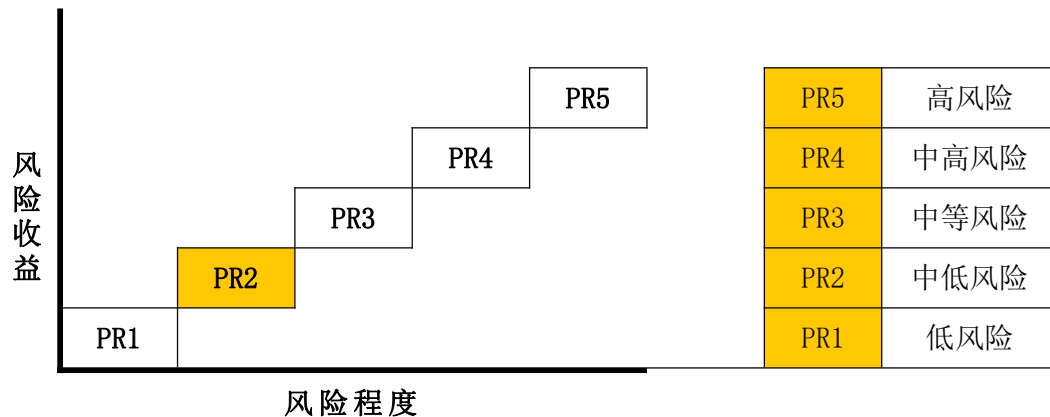 风险收益
PR5
PR4
PR3
PR2
PR1
风险程度
PR5 高风险
PR4 中高风险
PR3 中等风险
PR2 中低风险
PR1 低风险